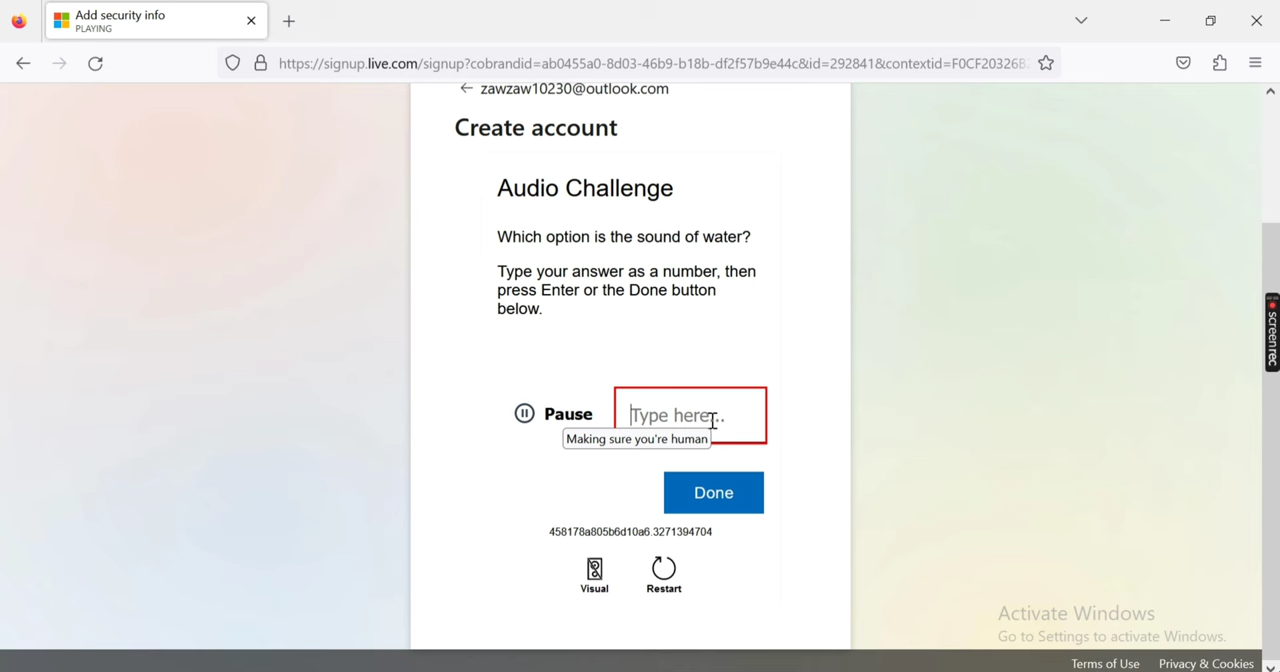 Add security info
PLAYING
https://signup.live.com/signup?cobrandid=ab0455a0-8d03-46b9-b18b-df2f57b9e44c&id=292841&contextid=F0CF20326B
zawzaw10230@outlook.com
Create account
Audio Challenge
Which option is the sound of water?
Type your answer as a number, then
press Enter or the Done button
below.
Pause
Type here...
Making sure you're human
Done
458178a805b6d10a6.3271394704
Visual
Restart
screenrec
Activate Windows
Go to Settings to activate Windows.
Terms of Use
Privacy & Cookies